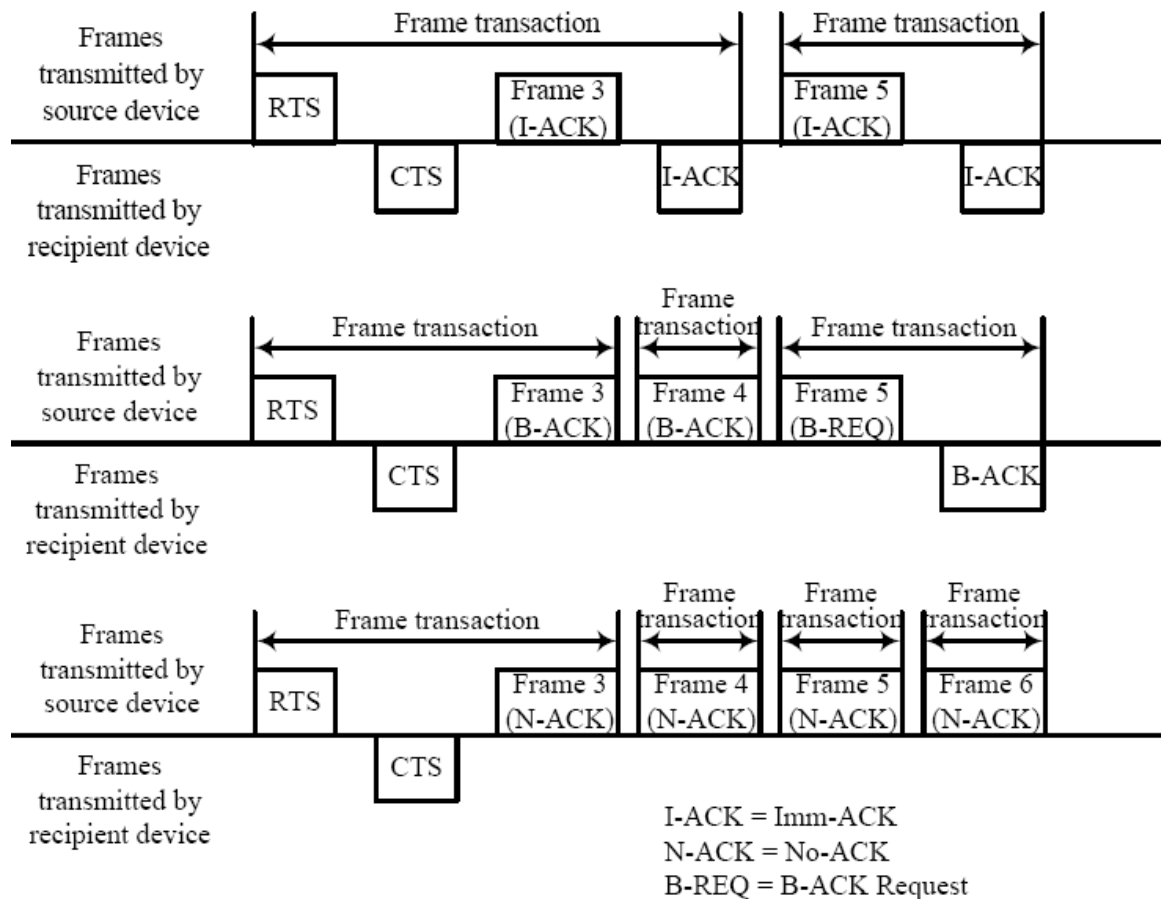 Frames
transmitted by
source device
Frame transaction
Frame transaction
RTS
Frame 3
(I-ACK)
Frame 5
(I-ACK)
Frames
transmitted by
recipient device
CTS
I-ACK
I-ACK
Frames
transmitted by
source device
Frame transaction
Frame
transaction
Frame transaction
RTS
Frame 3
(B-ACK)
Frame 4
(B-ACK)
Frame 5
(B-REQ)
Frames
transmitted by
recipient device
CTS
B-ACK
Frames
transmitted by
source device
Frame transaction
Frame
transaction
Frame
transaction
Frame
transaction
RTS
Frame 3
(N-ACK)
Frame 4
(N-ACK)
Frame 5
(N-ACK)
Frame 6
(N-ACK)
Frames
transmitted by
recipient device
CTS
I-ACK = Imm-ACK
N-ACK = No-ACK
B-REQ = B-ACK Request